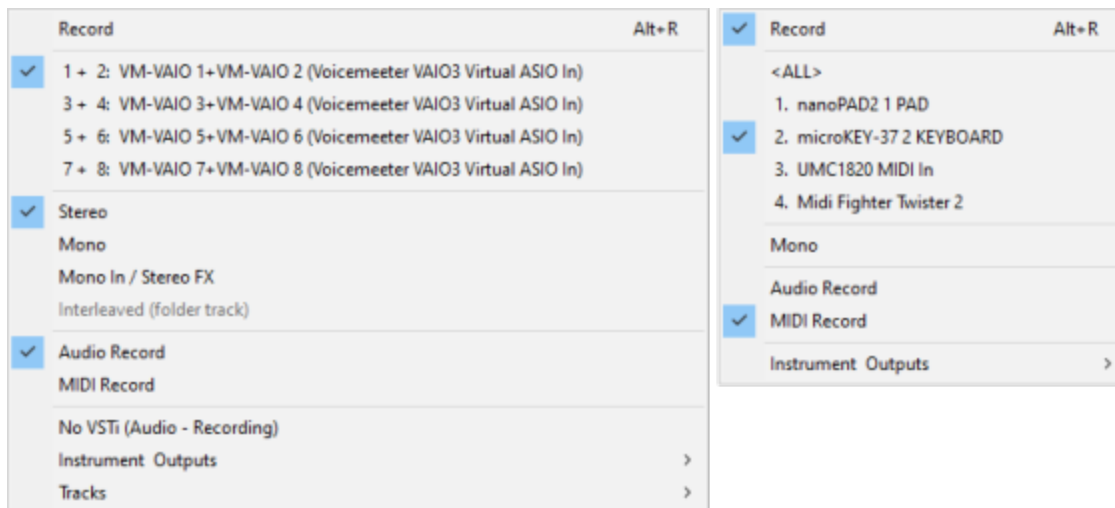 Record Alt+R
1 + 2: VM-VAIO 1+VM-VAIO 2 (Voicemeeter VAIO3 Virtual ASIO In)
3 + 4: VM-VAIO 3+VM-VAIO 4 (Voicemeeter VAIO3 Virtual ASIO In)
5 + 6: VM-VAIO 5+VM-VAIO 6 (Voicemeeter VAIO3 Virtual ASIO In)
7 + 8: VM-VAIO 7+VM-VAIO 8 (Voicemeeter VAIO3 Virtual ASIO In)
Stereo
Mono
Mono In / Stereo FX
Interleaved (folder track)
Audio Record
MIDI Record
No VSTi (Audio - Recording)
Instrument Outputs
Tracks
Record Alt+R
<ALL>
1. nanoPAD2 1 PAD
2. microKEY-37 2 KEYBOARD
3. UMC1820 MIDI In
4. Midi Fighter Twister 2
Mono
Audio Record
MIDI Record
Instrument Outputs